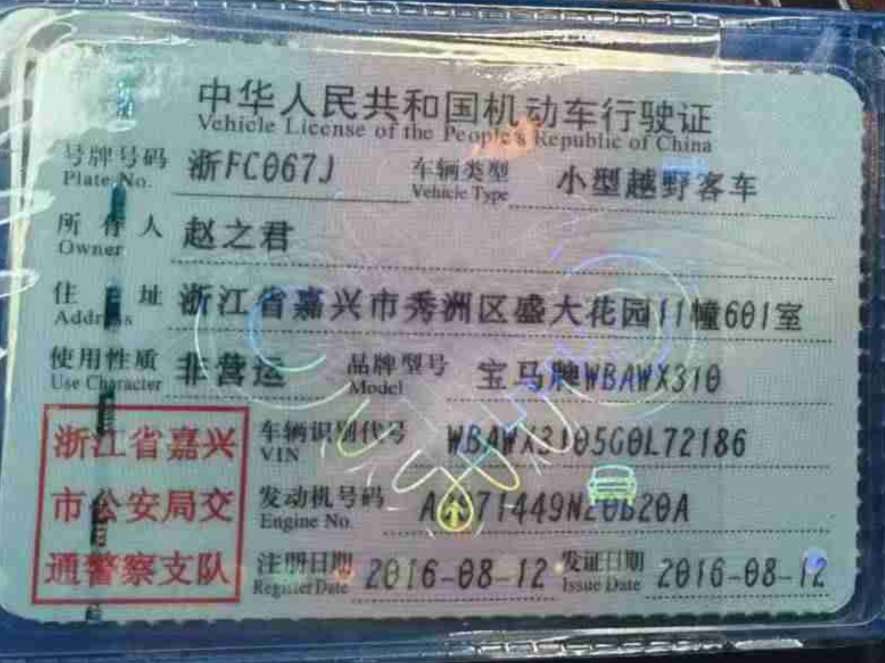 中华人民共和国机动车行驶证
Vehicle License of the People's Republic of China
号牌号码 浙FC067J 车辆类型 小型越野客车
Plate No. Vehicle Type
所有人 赵之君
Owner
住址 浙江省嘉兴市秀洲区盛大花园11幢601室
Address
使用性质 非营运 品牌型号 宝马牌WBAWX310
Use Character Model
浙江省嘉兴 车辆识别代号 WBAWX3105G0L72186
VIN
市公安局交 发动机号码
Engine No.
通警察支队 注册日期 2016-08-12 发证日期 2016-08-12
Register Date Issue Date